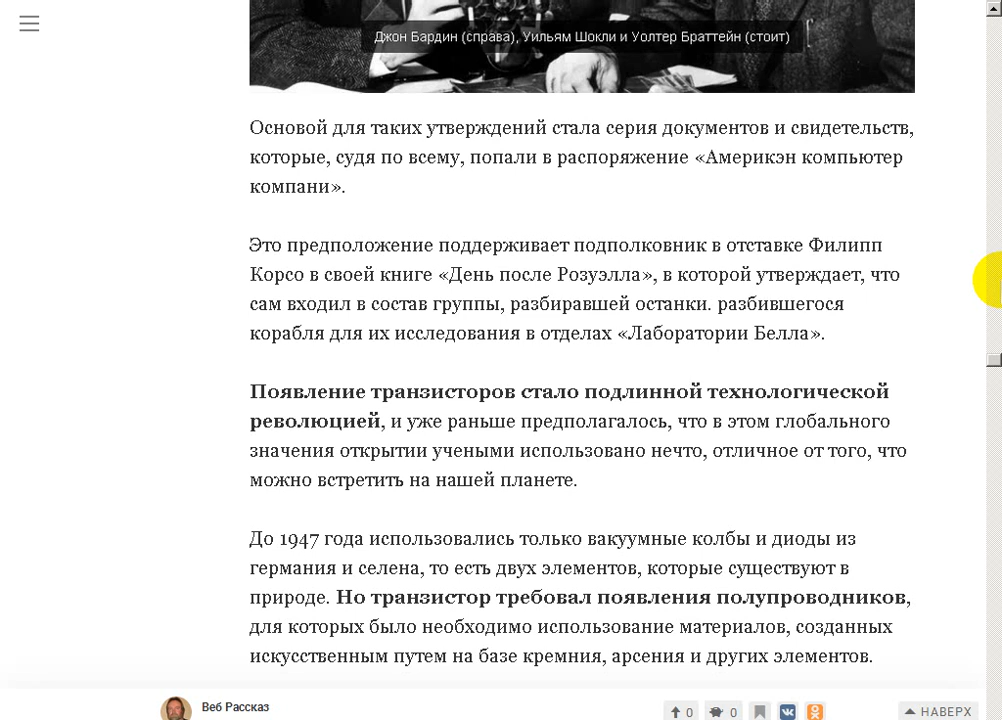 Джон Бардин (справа), Уильям Шокли и Уолтер Браттейн (стоит)
Основой для таких утверждений стала серия документов и свидетельств,
которые, судя по всему, попали в распоряжение «Америкэн компьютер
компани».
Это предположение поддерживает подполковник в отставке Филипп
Корсо в своей книге «День после Розуэлла», в которой утверждает, что
сам входил в состав группы, разбиравшей останки. разбившегося
корабля для их исследования в отделах «Лаборатории Белла».
Появление транзисторов стало подлинной технологической
революцией, и уже раньше предполагалось, что в этом глобального
значения открытии учеными использовано нечто, отличное от того, что
можно встретить на нашей планете.
До 1947 года использовались только вакуумные колбы и диоды из
германия и селена, то есть двух элементов, которые существуют в
природе. Но транзистор требовал появления полупроводников,
для которых было необходимо использование материалов, созданных
искусственным путем на базе кремния, арсения и других элементов.
Веб Рассказ 0 0 НАВЕРХ